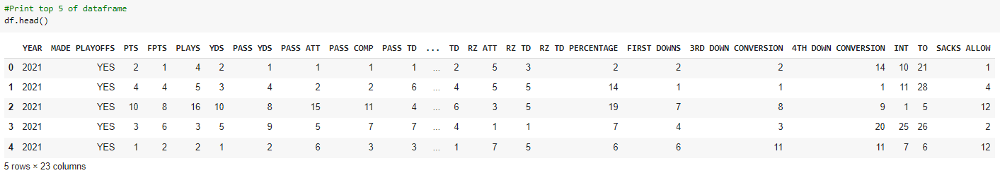 #Print top 5 of dataframe
df.head()
YEAR MADE PLAYOFFS PTS FPTS PLAYS YDS PASS YDS PASS ATT PASS COMP PASS TD ... TD RZ ATT RZ TD RZ TD PERCENTAGE FIRST DOWNS 3RD DOWN CONVERSION 4TH DOWN CONVERSION INT TO SACKS ALLOW
0 2021 YES 2 1 4 2 1 1 1 1 ... 2 5 3 2 2 2 14 10 21 1
1 2021 YES 4 4 5 3 4 2 2 6 ... 4 5 5 14 1 1 1 11 28 4
2 2021 YES 10 8 16 10 8 15 11 4 ... 6 3 5 19 7 8 9 1 5 12
3 2021 YES 3 6 3 5 9 5 7 7 ... 4 1 1 7 4 3 20 25 26 2
4 2021 YES 1 2 2 1 2 6 3 3 ... 1 7 5 6 6 11 11 7 6 12
5 rows × 23 columns